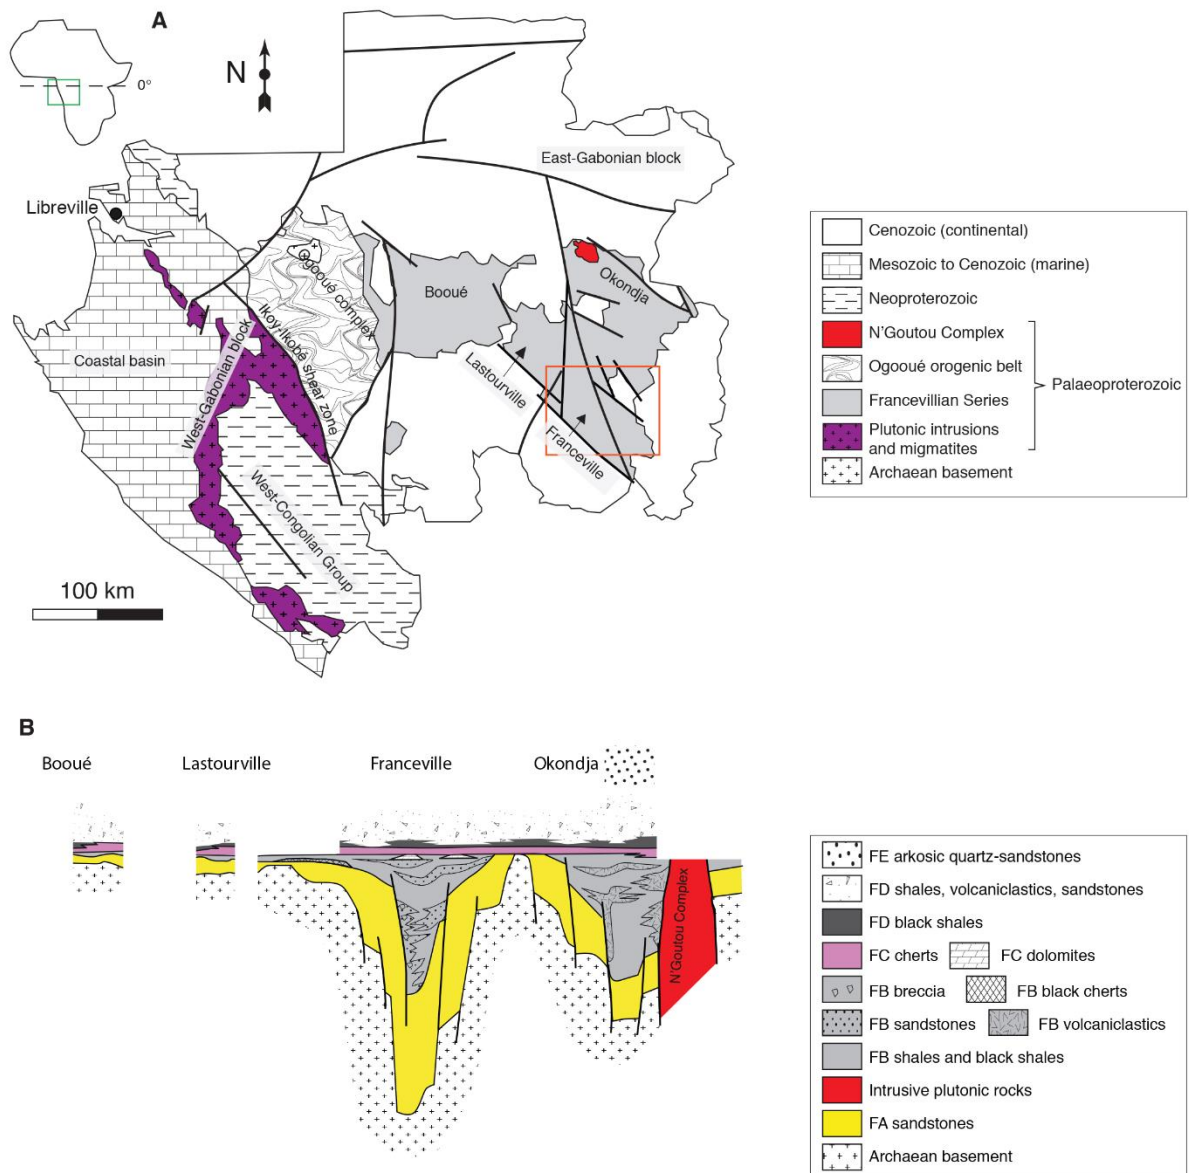 A
0°
N
East-Gabonian block
Libreville
Okondja
Ogooué complex
Booué
Ikoy-Ikobé shear zone
Coastal basin
West-Gabonian block
Lastourville
Franceville
West-Congolian Group
100 km
Cenozoic (continental)
Mesozoic to Cenozoic (marine)
Neoproterozoic
N'Goutou Complex
Ogooué orogenic belt
Palaeoproterozoic
Francevillian Series
Plutonic intrusions
and migmatites
Archaean basement
B
Booué
Lastourville
Franceville
Okondja
N'Goutou Complex
FE arkosic quartz-sandstones
FD shales, volcaniclastics, sandstones
FD black shales
FC cherts
FC dolomites
FB breccia
FB black cherts
FB sandstones
FB volcaniclastics
FB shales and black shales
Intrusive plutonic rocks
FA sandstones
Archaean basement